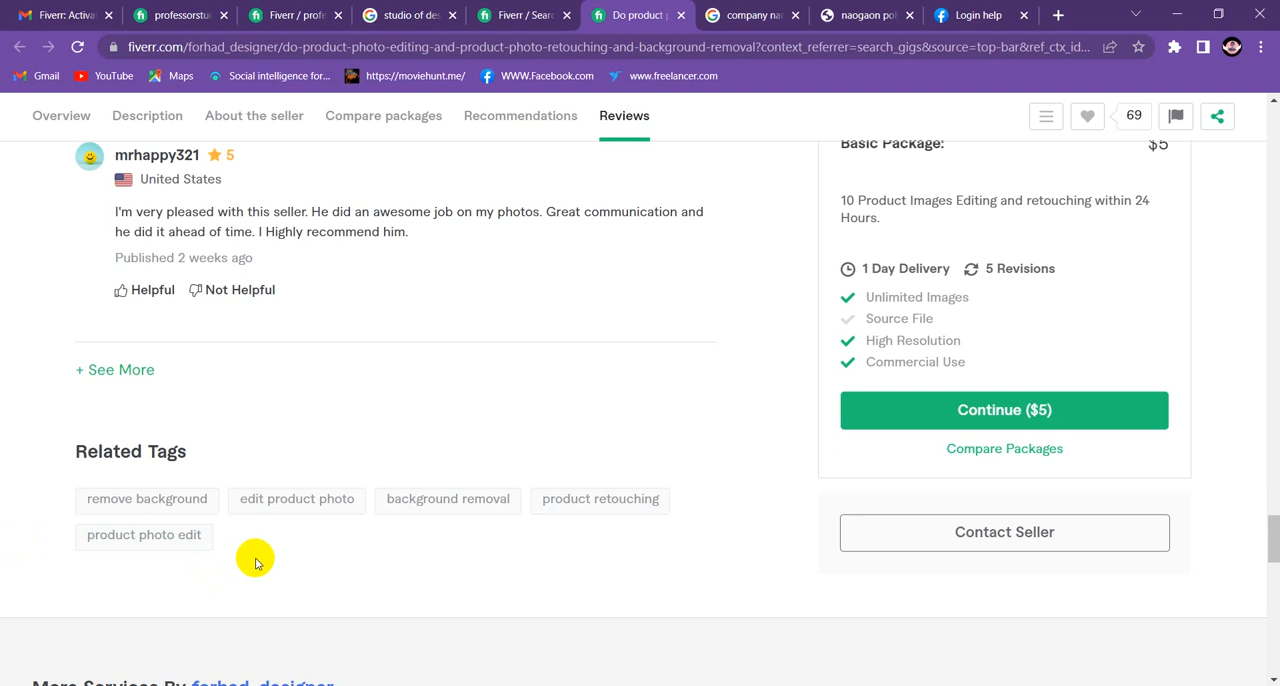 Fiverr: Activa
professorstu
Fiverr / profe
studio of des
Fiverr / Sear
Do product p
company na
naogaon po
Login help
fiverr.com/forhad_designer/do-product-photo-editing-and-product-photo-retouching-and-background-removal?context_referrer=search_gigs&source=top-bar&ref_ctx_id...
Gmail
YouTube
Maps
Social intelligence for...
https://moviehunt.me/
WWW.Facebook.com
www.freelancer.com
Overview
Description
About the seller
Compare packages
Recommendations
Reviews
69
mrhappy321 5
United States
I'm very pleased with this seller. He did an awesome job on my photos. Great communication and
he did it ahead of time. I Highly recommend him.
Published 2 weeks ago
Helpful
Not Helpful
+ See More
Related Tags
remove background
edit product photo
background removal
product retouching
product photo edit
Basic Package:
$5
10 Product Images Editing and retouching within 24
Hours.
1 Day Delivery
5 Revisions
Unlimited Images
Source File
High Resolution
Commercial Use
Continue ($5)
Compare Packages
Contact Seller
More Services By forhad_designer